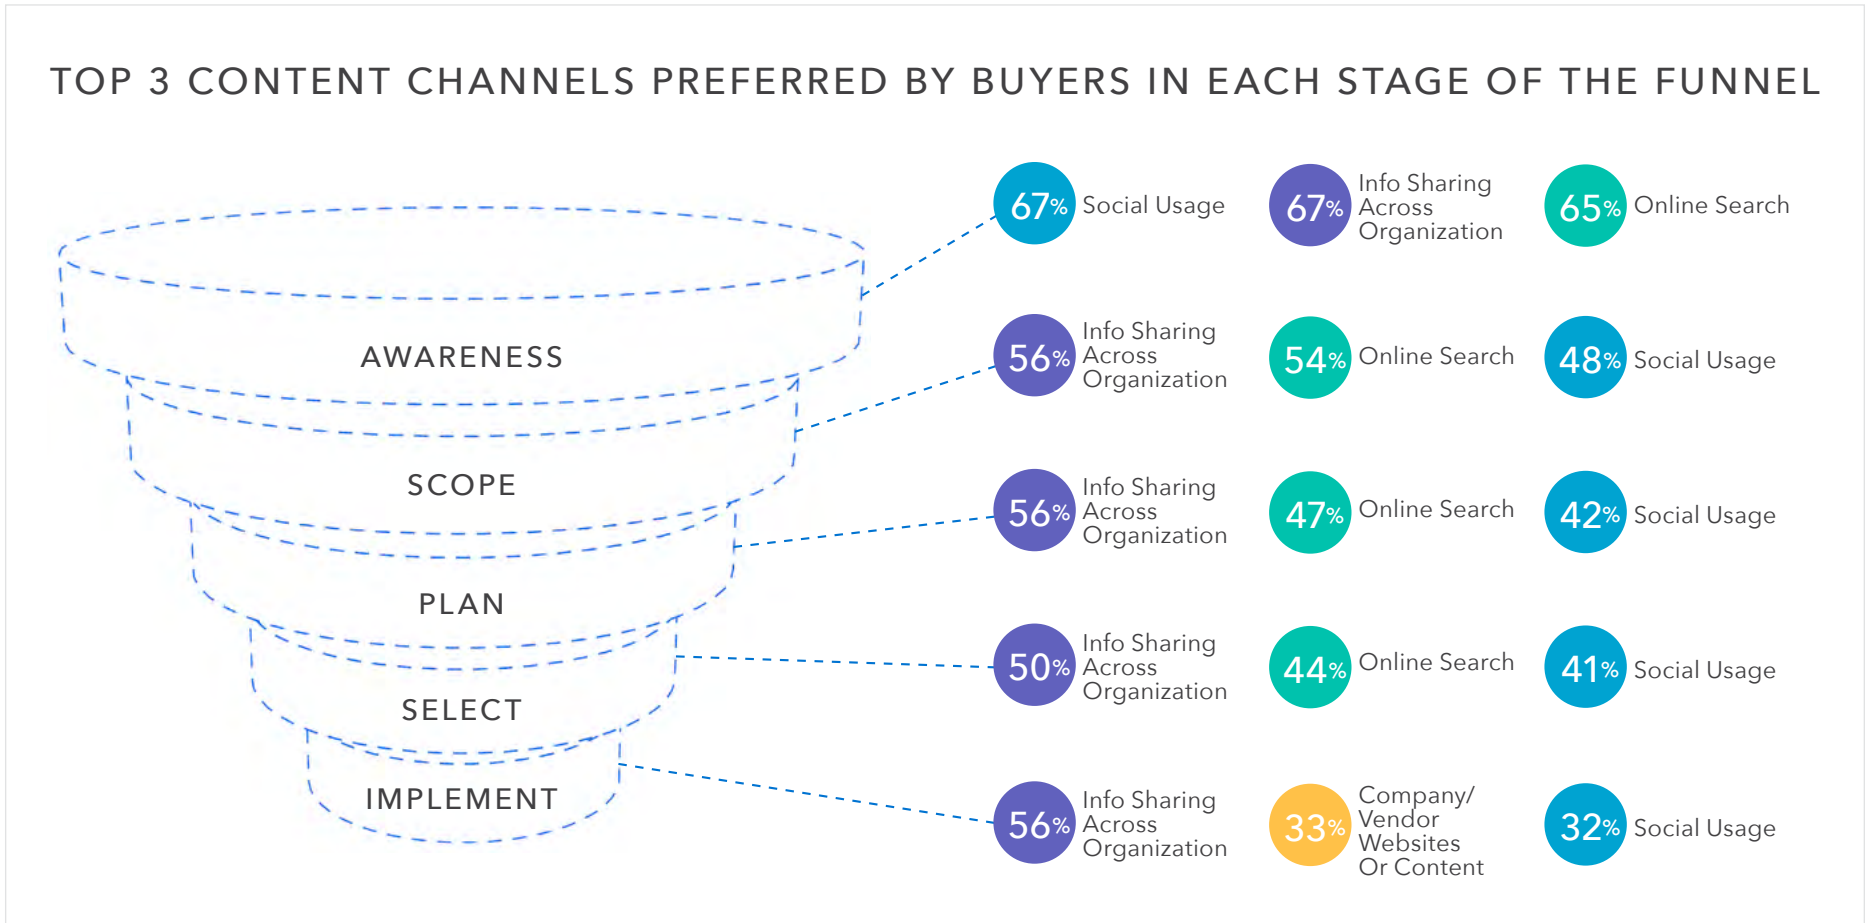 TOP 3 CONTENT CHANNELS PREFERRED BY BUYERS IN EACH STAGE OF THE FUNNEL
AWARENESS
67%
Social Usage
67%
Info Sharing
Across
Organization
65%
Online Search
SCOPE
56%
Info Sharing
Across
Organization
54%
Online Search
48%
Social Usage
PLAN
56%
Info Sharing
Across
Organization
47%
Online Search
42%
Social Usage
SELECT
50%
Info Sharing
Across
Organization
44%
Online Search
41%
Social Usage
IMPLEMENT
56%
Info Sharing
Across
Organization
33%
Company/
Vendor
Websites
Or Content
32%
Social Usage